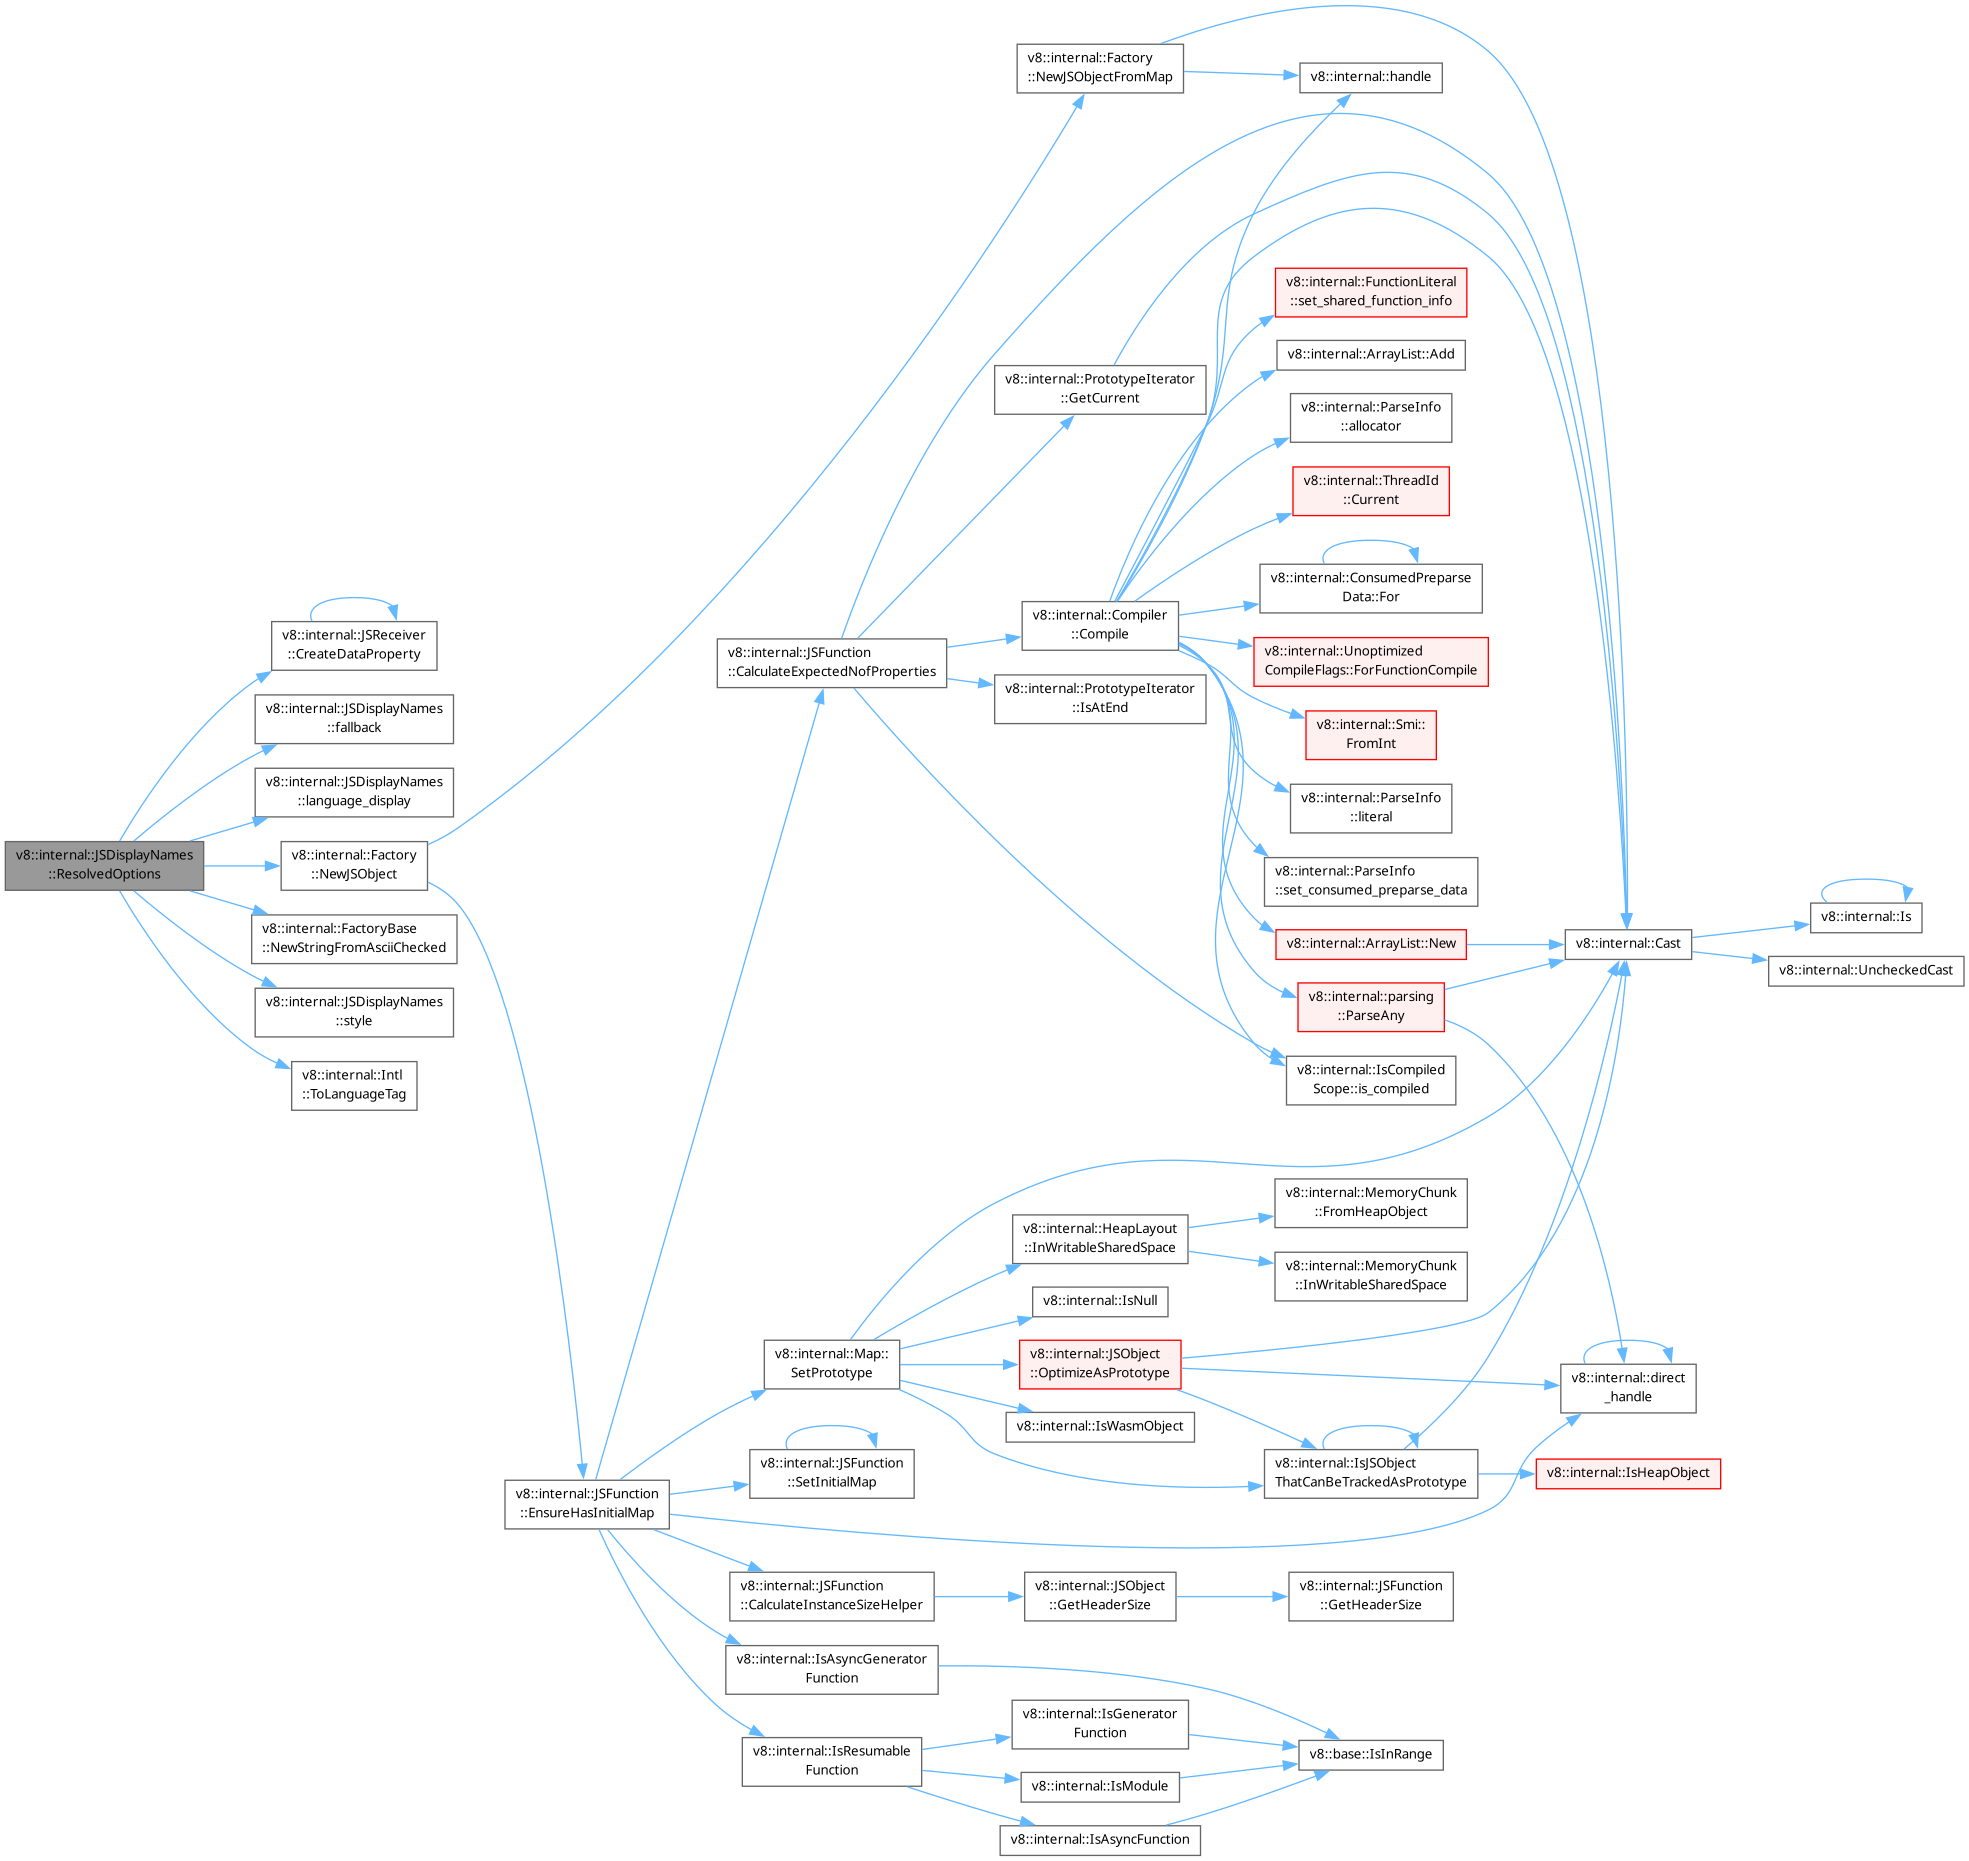 v8::internal::JSDisplayNames
::ResolvedOptions
v8::internal::JSReceiver
::CreateDataProperty
v8::internal::JSDisplayNames
::fallback
v8::internal::JSDisplayNames
::language_display
v8::internal::Factory
::NewJSObject
v8::internal::FactoryBase
::NewStringFromAsciiChecked
v8::internal::JSDisplayNames
::style
v8::internal::Intl
::ToLanguageTag
v8::internal::JSFunction
::EnsureHasInitialMap
v8::internal::JSFunction
::CalculateExpectedNofProperties
v8::internal::Map::
SetPrototype
v8::internal::JSFunction
::SetInitialMap
v8::internal::JSFunction
::CalculateInstanceSizeHelper
v8::internal::IsAsyncGenerator
Function
v8::internal::IsResumable
Function
v8::internal::Factory
::NewJSObjectFromMap
v8::internal::PrototypeIterator
::GetCurrent
v8::internal::Compiler
::Compile
v8::internal::PrototypeIterator
::IsAtEnd
v8::internal::HeapLayout
::InWritableSharedSpace
v8::internal::IsNull
v8::internal::JSObject
::OptimizeAsPrototype
v8::internal::IsWasmObject
v8::internal::JSObject
::GetHeaderSize
v8::internal::IsGenerator
Function
v8::internal::IsModule
v8::internal::IsAsyncFunction
v8::internal::handle
v8::internal::FunctionLiteral
::set_shared_function_info
v8::internal::ArrayList::Add
v8::internal::ParseInfo
::allocator
v8::internal::ThreadId
::Current
v8::internal::ConsumedPreparse
Data::For
v8::internal::Unoptimized
CompileFlags::ForFunctionCompile
v8::internal::Smi::
FromInt
v8::internal::ParseInfo
::literal
v8::internal::ParseInfo
::set_consumed_preparse_data
v8::internal::ArrayList::New
v8::internal::parsing
::ParseAny
v8::internal::IsCompiled
Scope::is_compiled
v8::internal::MemoryChunk
::FromHeapObject
v8::internal::MemoryChunk
::InWritableSharedSpace
v8::internal::IsJSObject
ThatCanBeTrackedAsPrototype
v8::internal::JSFunction
::GetHeaderSize
v8::base::IsInRange
v8::internal::Cast
v8::internal::direct
_handle
v8::internal::IsHeapObject
v8::internal::Is
v8::internal::UncheckedCast